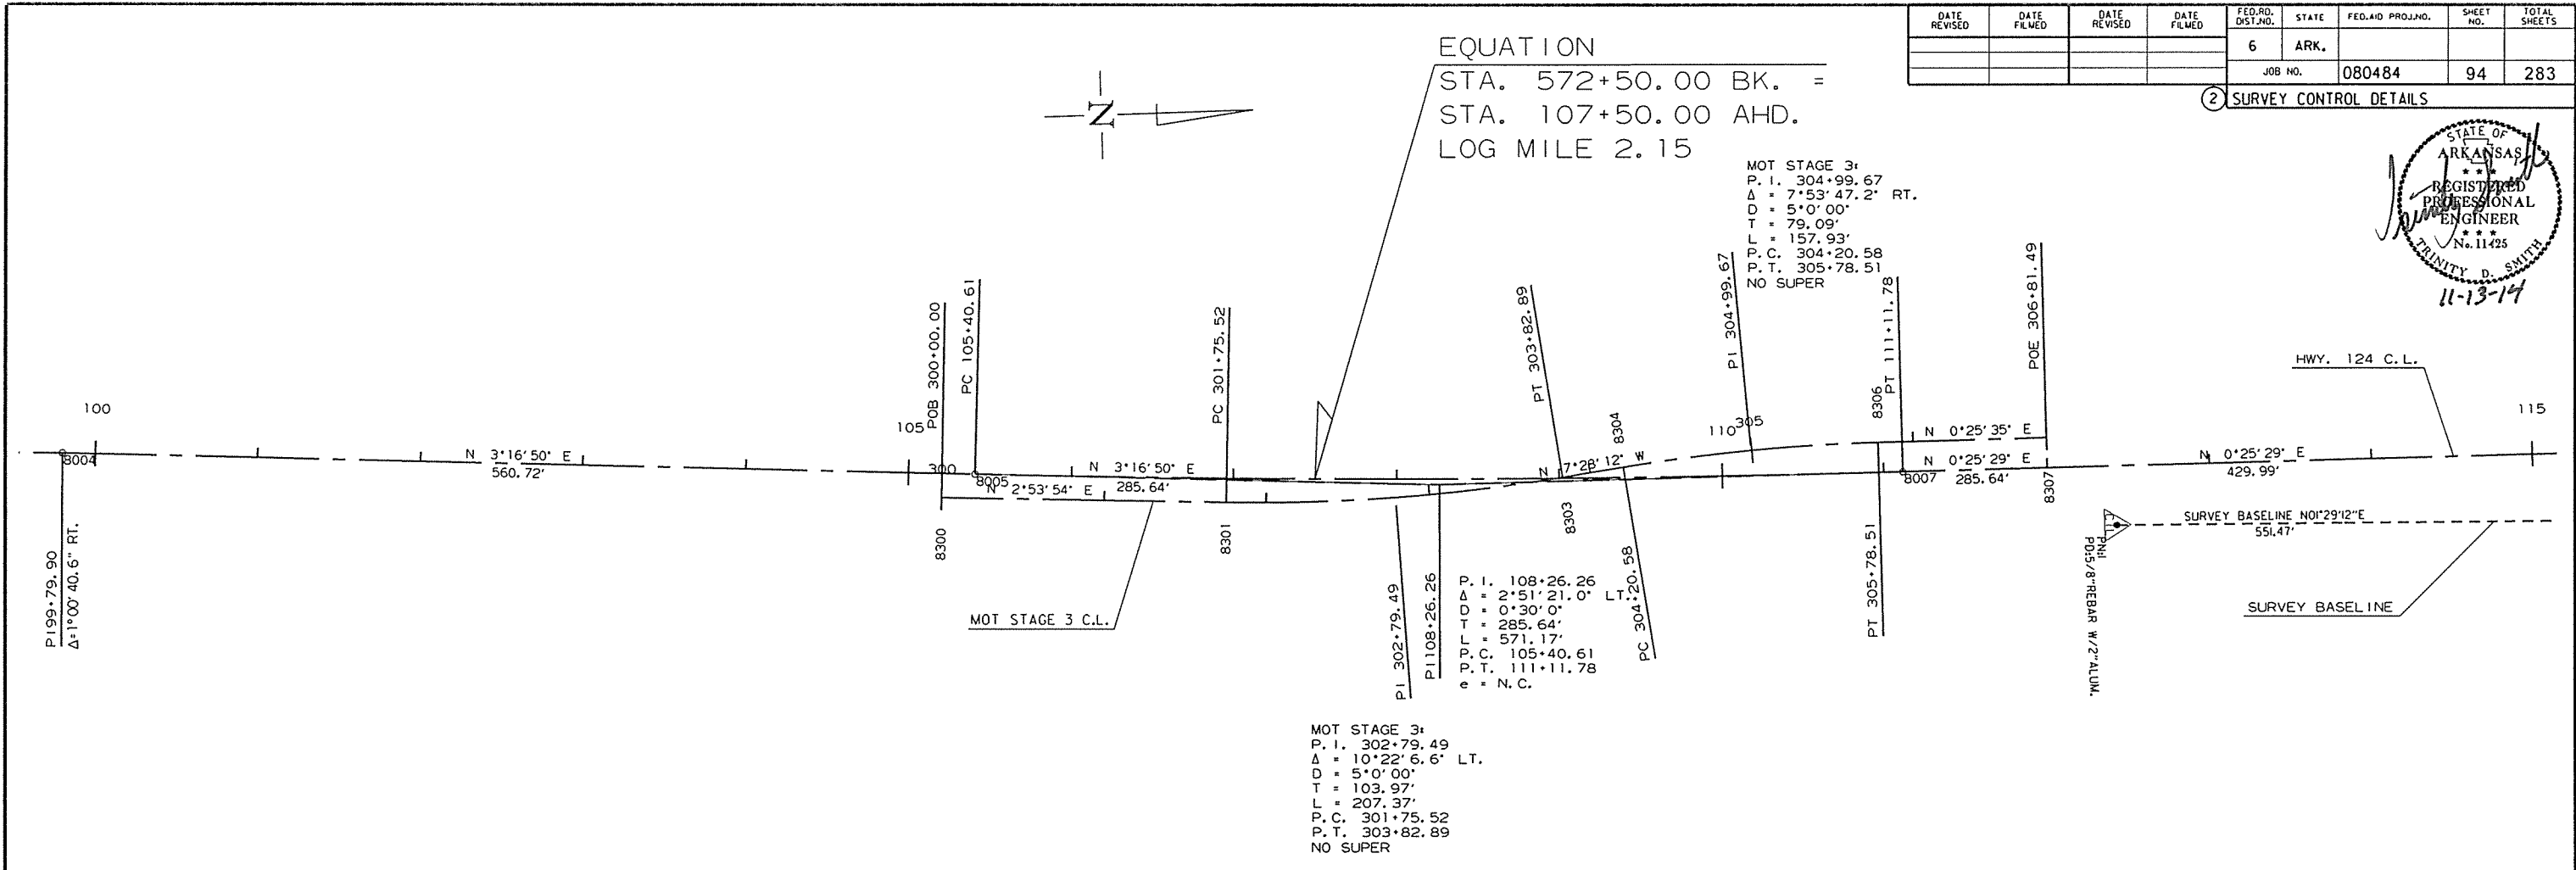 DATE REVISED
DATE FILMED
DATE REVISED
DATE FILMED
FED.RD. DIST.NO.
STATE
FED.AID PROJ.NO.
SHEET NO.
TOTAL SHEETS
6
ARK.
JOB NO.
080484
94
283
2 SURVEY CONTROL DETAILS
EQUATION
STA. 572+50.00 BK. =
STA. 107+50.00 AHD.
LOG MILE 2.15
N
STATE OF
ARKANSAS
* * *
REGISTERED
PROFESSIONAL
ENGINEER
* * *
No. 11425
TRINITY D. SMITH
11-13-14
MOT STAGE 3:
P.I. 304+99.67
Δ = 7°53'47.2" RT.
D = 5°0'00"
T = 79.09'
L = 157.93'
P.C. 304+20.58
P.T. 305+78.51
NO SUPER
100
8004
PI 99+79.90
Δ=1°00'40.6" RT.
N 3°16'50" E
560.72'
105
POB 300+00.00
PC 105+40.61
300
8005
8300
N 3°16'50" E
285.64'
N 2°53'54" E
MOT STAGE 3 C.L.
PC 301+75.52
8301
PI 302+79.49
PI 108+26.26
PT 303+82.89
8303
N 7°28'12" W
8304
PC 304+20.58
110
305
PI 304+99.67
8306
PT 111+11.78
PT 305+78.51
8007
N 0°25'35" E
N 0°25'29" E
285.64'
POE 306+81.49
8307
N 0°25'29" E
429.99'
HWY. 124 C.L.
115
P.I. 108+26.26
Δ = 2°51'21.0" LT.
D = 0°30'0"
T = 285.64'
L = 571.17'
P.C. 105+40.61
P.T. 111+11.78
e = N.C.
PN:1
PD:5/8"REBAR W/2"ALUM.
SURVEY BASELINE N01°29'12"E
551.47'
SURVEY BASELINE
MOT STAGE 3:
P.I. 302+79.49
Δ = 10°22'6.6" LT.
D = 5°0'00"
T = 103.97'
L = 207.37'
P.C. 301+75.52
P.T. 303+82.89
NO SUPER